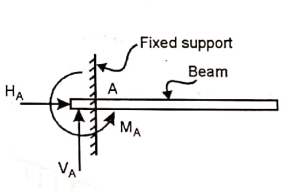 Fixed support
Beam
H_A
A
M_A
V_A